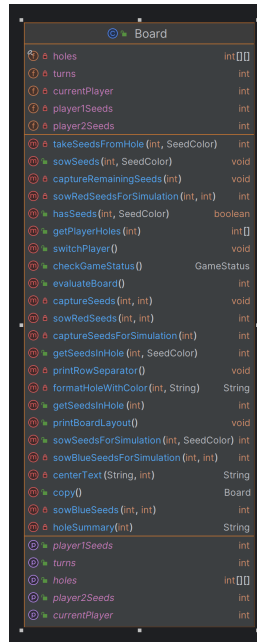 Board
holes int[][]
turns int
currentPlayer int
player1Seeds int
player2Seeds int
takeSeedsFromHole(int, SeedColor) int
sowSeeds(int, SeedColor) void
captureRemainingSeeds() void
sowRedSeedsForSimulation(int, int) int
hasSeeds(int, SeedColor) boolean
getPlayerHoles(int) int[]
switchPlayer() void
checkGameStatus() GameStatus
evaluateBoard() int
captureSeeds(int, int) void
sowRedSeeds(int, int) int
captureSeedsForSimulation(int) int
getSeedsInHole(int, SeedColor) int
printRowSeparator() void
formatHoleWithColor(int, String) String
getSeedsInHole(int) int
printBoardLayout() void
sowSeedsForSimulation(int, SeedColor) int
sowBlueSeedsForSimulation(int, int) int
centerText(String, int) String
copy() Board
sowBlueSeeds(int, int) int
holeSummary(int) String
player1Seeds int
turns int
holes int[][]
player2Seeds int
currentPlayer int